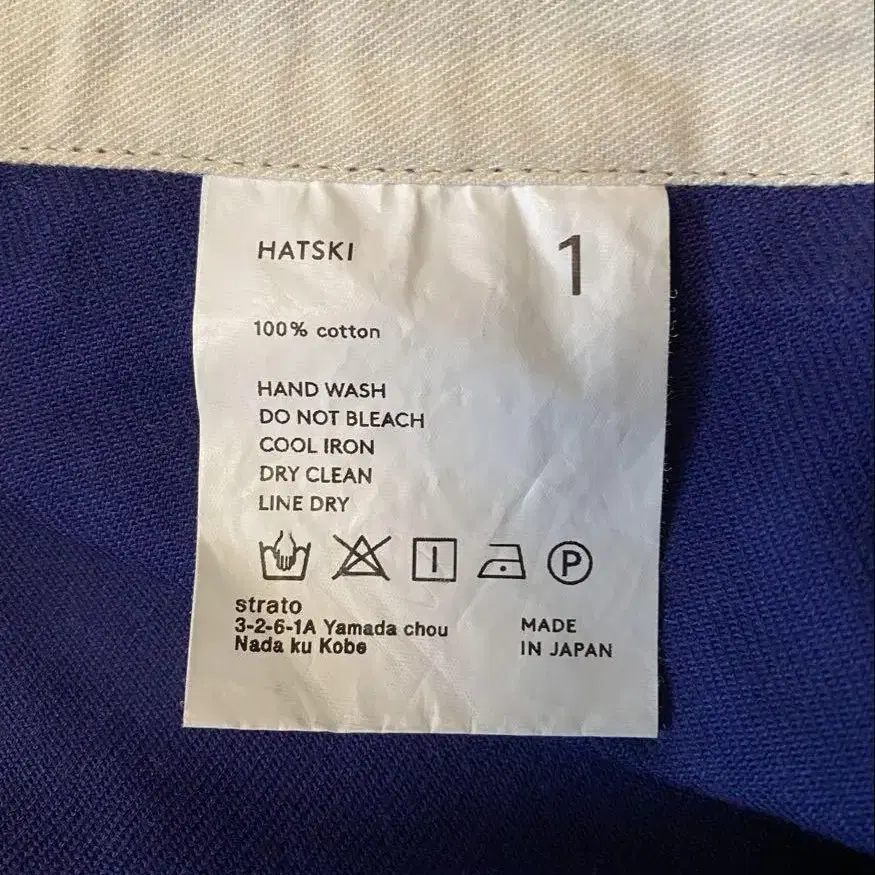 HATSKI
1
100% cotton
HAND WASH
DO NOT BLEACH
COOL IRON
DRY CLEAN
LINE DRY
P
strato
3-2-6-1A Yamada chou
Nada ku Kobe
MADE
IN JAPAN